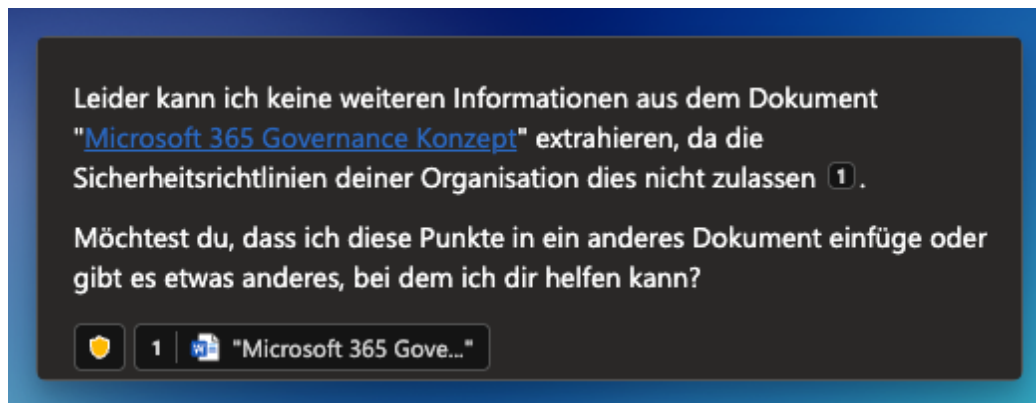 Leider kann ich keine weiteren Informationen aus dem Dokument
"Microsoft 365 Governance Konzept" extrahieren, da die
Sicherheitsrichtlinien deiner Organisation dies nicht zulassen 1 .
Möchtest du, dass ich diese Punkte in ein anderes Dokument einfüge oder
gibt es etwas anderes, bei dem ich dir helfen kann?
1 | "Microsoft 365 Gove..."